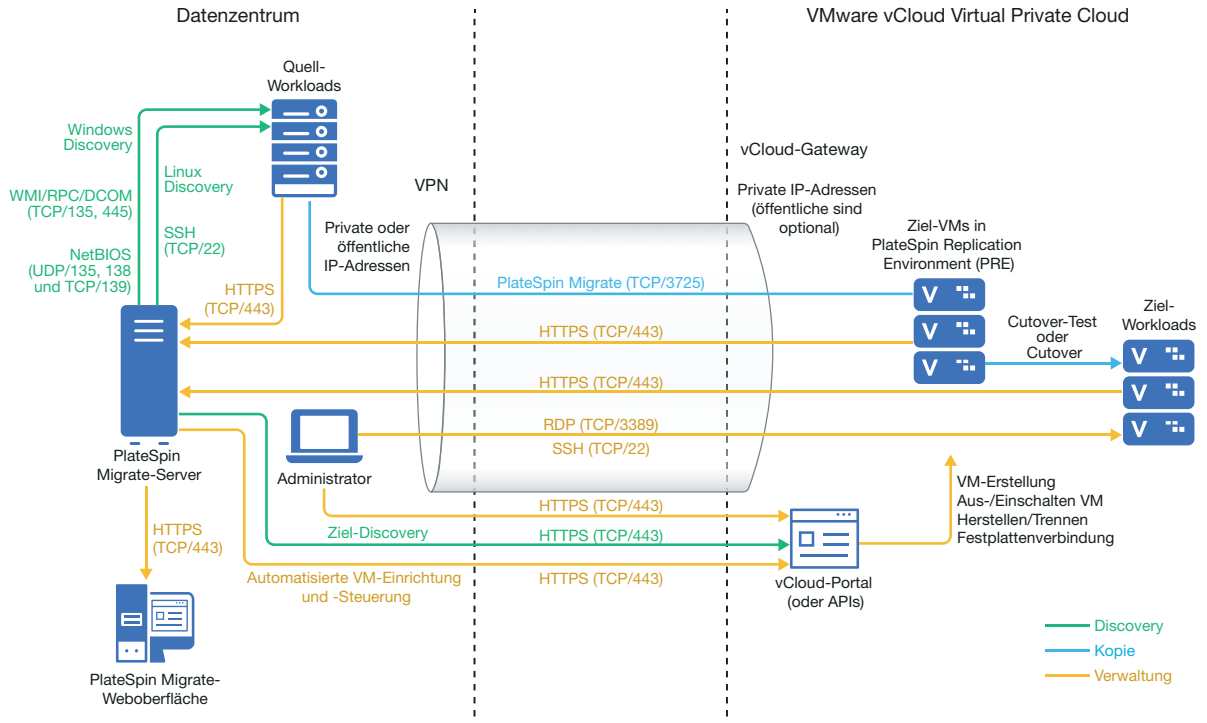 Datenzentrum
VMware vCloud Virtual Private Cloud
Quell-
Workloads
Windows
Discovery
Linux
Discovery
WMI/RPC/DCOM
(TCP/135, 445)
SSH
(TCP/22)
NetBIOS
(UDP/135, 138
und TCP/139)
HTTPS
(TCP/443)
VPN
Private oder
öffentliche
IP-Adressen
vCloud-Gateway
Private IP-Adressen
(öffentliche sind
optional)
Ziel-VMs in
PlateSpin Replication
Environment (PRE)
PlateSpin Migrate (TCP/3725)
HTTPS (TCP/443)
Cutover-Test
oder
Cutover
Ziel-
Workloads
HTTPS (TCP/443)
RDP (TCP/3389)
SSH (TCP/22)
V
V
V
V
V
V
PlateSpin
Migrate-Server
Administrator
HTTPS (TCP/443)
Ziel-Discovery
HTTPS (TCP/443)
Automatisierte VM-Einrichtung
und -Steuerung
HTTPS (TCP/443)
VM-Erstellung
Aus-/Einschalten VM
Herstellen/Trennen
Festplattenverbindung
vCloud-Portal
(oder APIs)
HTTPS
(TCP/443)
PlateSpin Migrate-
Weboberfläche
Discovery
Kopie
Verwaltung